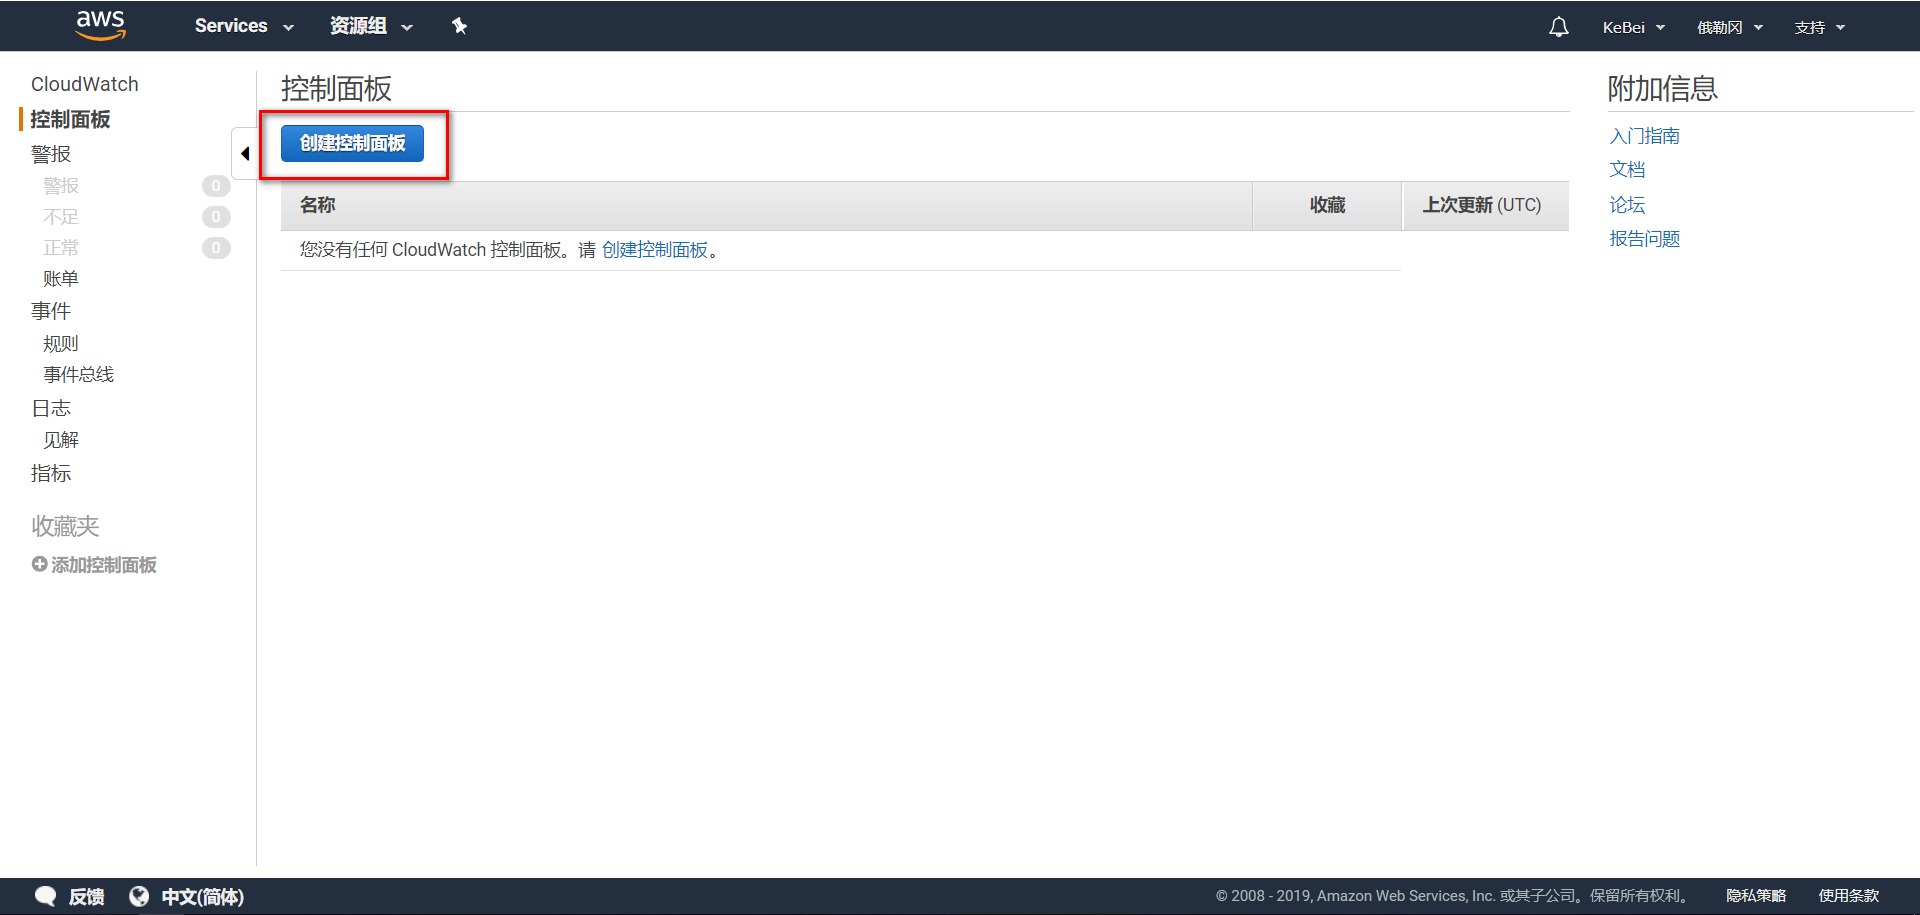 aws Services 资源组 KeBei 俄勒冈 支持
CloudWatch
控制面板
警报
警报 0
不足 0
正常 0
账单
事件
规则
事件总线
日志
见解
指标
收藏夹
添加控制面板
控制面板
创建控制面板
名称 收藏 上次更新 (UTC)
您没有任何 CloudWatch 控制面板。请 创建控制面板。
附加信息
入门指南
文档
论坛
报告问题
反馈 中文(简体) © 2008 - 2019, Amazon Web Services, Inc. 或其子公司。保留所有权利。 隐私策略 使用条款